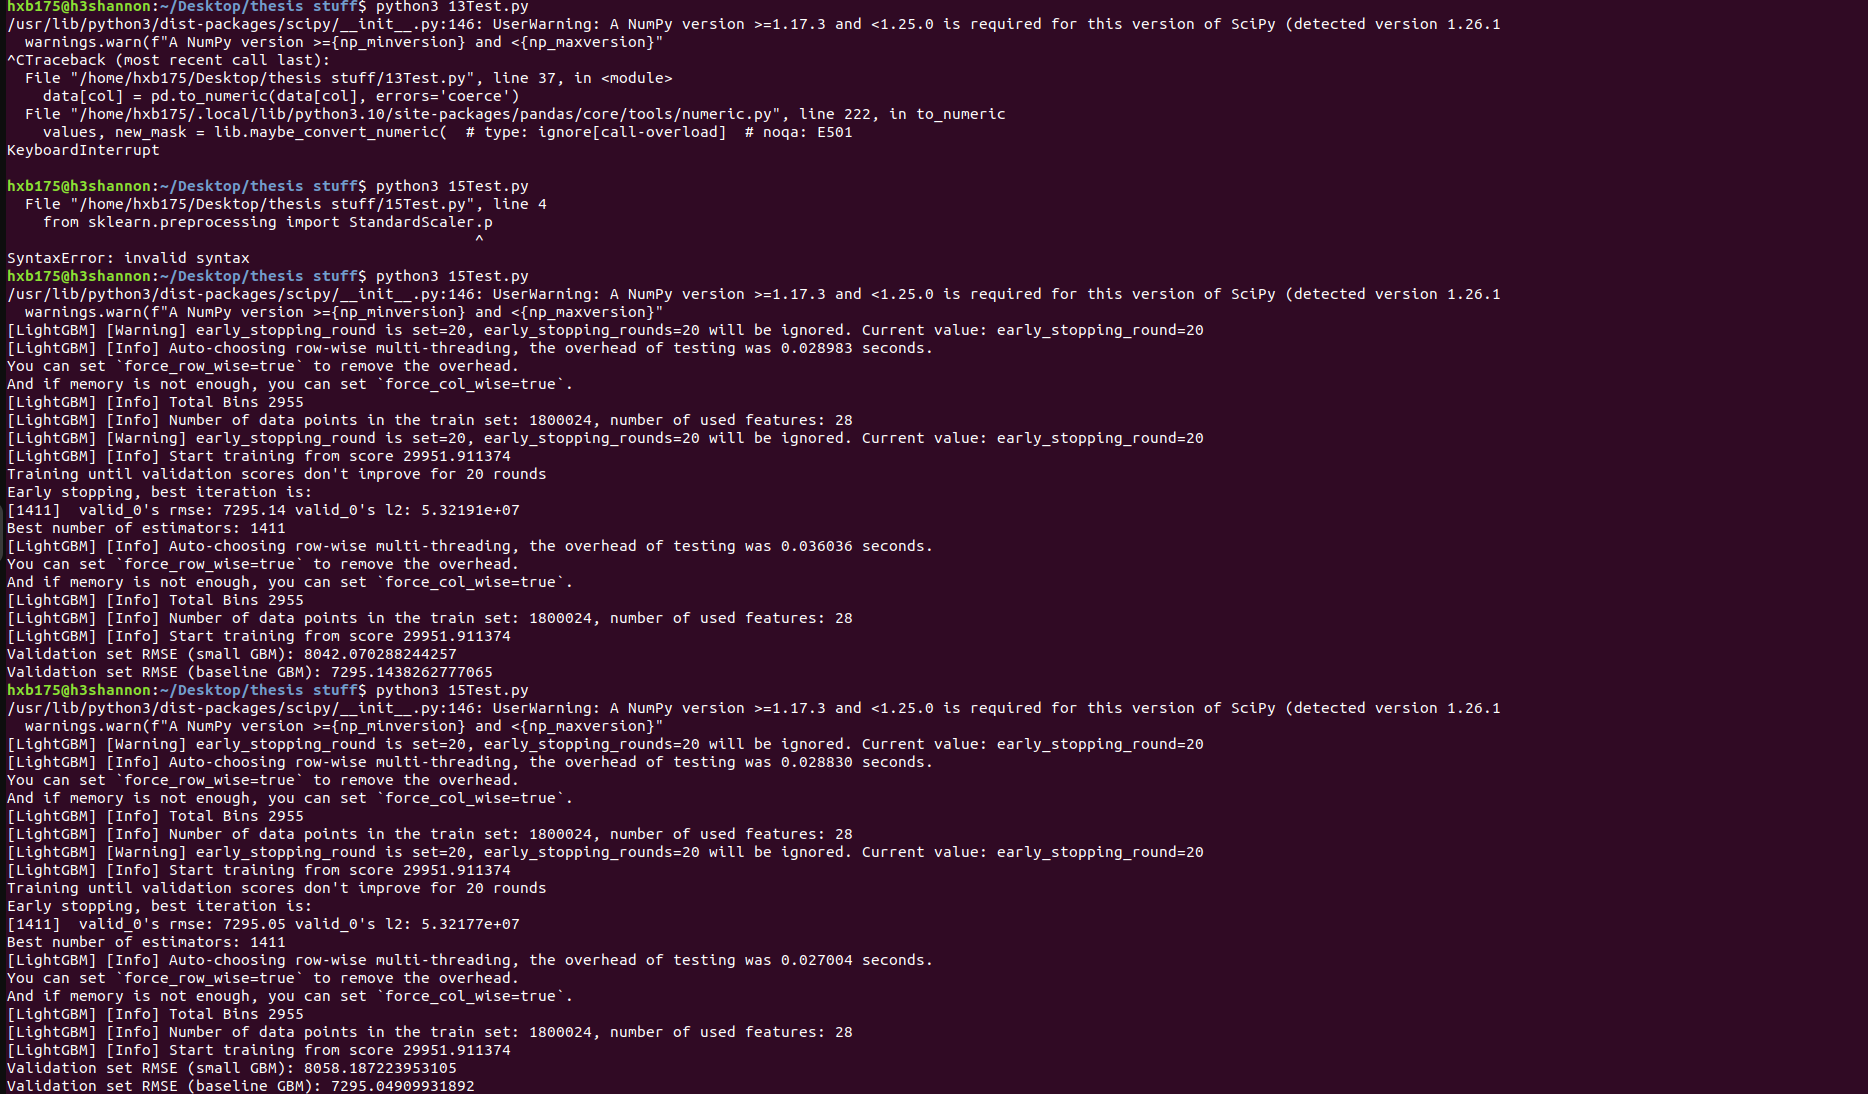 hxb175@h3shannon:~/Desktop/thesis stuff$ python3 13Test.py
/usr/lib/python3/dist-packages/scipy/__init__.py:146: UserWarning: A NumPy version >=1.17.3 and <1.25.0 is required for this version of SciPy (detected version 1.26.1
  warnings.warn(f"A NumPy version >={np_minversion} and <{np_maxversion}"
^CTraceback (most recent call last):
  File "/home/hxb175/Desktop/thesis stuff/13Test.py", line 37, in <module>
    data[col] = pd.to_numeric(data[col], errors='coerce')
  File "/home/hxb175/.local/lib/python3.10/site-packages/pandas/core/tools/numeric.py", line 222, in to_numeric
    values, new_mask = lib.maybe_convert_numeric(  # type: ignore[call-overload]  # noqa: E501
KeyboardInterrupt

hxb175@h3shannon:~/Desktop/thesis stuff$ python3 15Test.py
  File "/home/hxb175/Desktop/thesis stuff/15Test.py", line 4
    from sklearn.preprocessing import StandardScaler.p
                                                    ^
SyntaxError: invalid syntax
hxb175@h3shannon:~/Desktop/thesis stuff$ python3 15Test.py
/usr/lib/python3/dist-packages/scipy/__init__.py:146: UserWarning: A NumPy version >=1.17.3 and <1.25.0 is required for this version of SciPy (detected version 1.26.1
  warnings.warn(f"A NumPy version >={np_minversion} and <{np_maxversion}"
[LightGBM] [Warning] early_stopping_round is set=20, early_stopping_rounds=20 will be ignored. Current value: early_stopping_round=20
[LightGBM] [Info] Auto-choosing row-wise multi-threading, the overhead of testing was 0.028983 seconds.
You can set `force_row_wise=true` to remove the overhead.
And if memory is not enough, you can set `force_col_wise=true`.
[LightGBM] [Info] Total Bins 2955
[LightGBM] [Info] Number of data points in the train set: 1800024, number of used features: 28
[LightGBM] [Warning] early_stopping_round is set=20, early_stopping_rounds=20 will be ignored. Current value: early_stopping_round=20
[LightGBM] [Info] Start training from score 29951.911374
Training until validation scores don't improve for 20 rounds
Early stopping, best iteration is:
[1411]  valid_0's rmse: 7295.14 valid_0's l2: 5.32191e+07
Best number of estimators: 1411
[LightGBM] [Info] Auto-choosing row-wise multi-threading, the overhead of testing was 0.036036 seconds.
You can set `force_row_wise=true` to remove the overhead.
And if memory is not enough, you can set `force_col_wise=true`.
[LightGBM] [Info] Total Bins 2955
[LightGBM] [Info] Number of data points in the train set: 1800024, number of used features: 28
[LightGBM] [Info] Start training from score 29951.911374
Validation set RMSE (small GBM): 8042.070288244257
Validation set RMSE (baseline GBM): 7295.1438262777065
hxb175@h3shannon:~/Desktop/thesis stuff$ python3 15Test.py
/usr/lib/python3/dist-packages/scipy/__init__.py:146: UserWarning: A NumPy version >=1.17.3 and <1.25.0 is required for this version of SciPy (detected version 1.26.1
  warnings.warn(f"A NumPy version >={np_minversion} and <{np_maxversion}"
[LightGBM] [Warning] early_stopping_round is set=20, early_stopping_rounds=20 will be ignored. Current value: early_stopping_round=20
[LightGBM] [Info] Auto-choosing row-wise multi-threading, the overhead of testing was 0.028830 seconds.
You can set `force_row_wise=true` to remove the overhead.
And if memory is not enough, you can set `force_col_wise=true`.
[LightGBM] [Info] Total Bins 2955
[LightGBM] [Info] Number of data points in the train set: 1800024, number of used features: 28
[LightGBM] [Warning] early_stopping_round is set=20, early_stopping_rounds=20 will be ignored. Current value: early_stopping_round=20
[LightGBM] [Info] Start training from score 29951.911374
Training until validation scores don't improve for 20 rounds
Early stopping, best iteration is:
[1411]  valid_0's rmse: 7295.05 valid_0's l2: 5.32177e+07
Best number of estimators: 1411
[LightGBM] [Info] Auto-choosing row-wise multi-threading, the overhead of testing was 0.027004 seconds.
You can set `force_row_wise=true` to remove the overhead.
And if memory is not enough, you can set `force_col_wise=true`.
[LightGBM] [Info] Total Bins 2955
[LightGBM] [Info] Number of data points in the train set: 1800024, number of used features: 28
[LightGBM] [Info] Start training from score 29951.911374
Validation set RMSE (small GBM): 8058.187223953105
Validation set RMSE (baseline GBM): 7295.04909931892